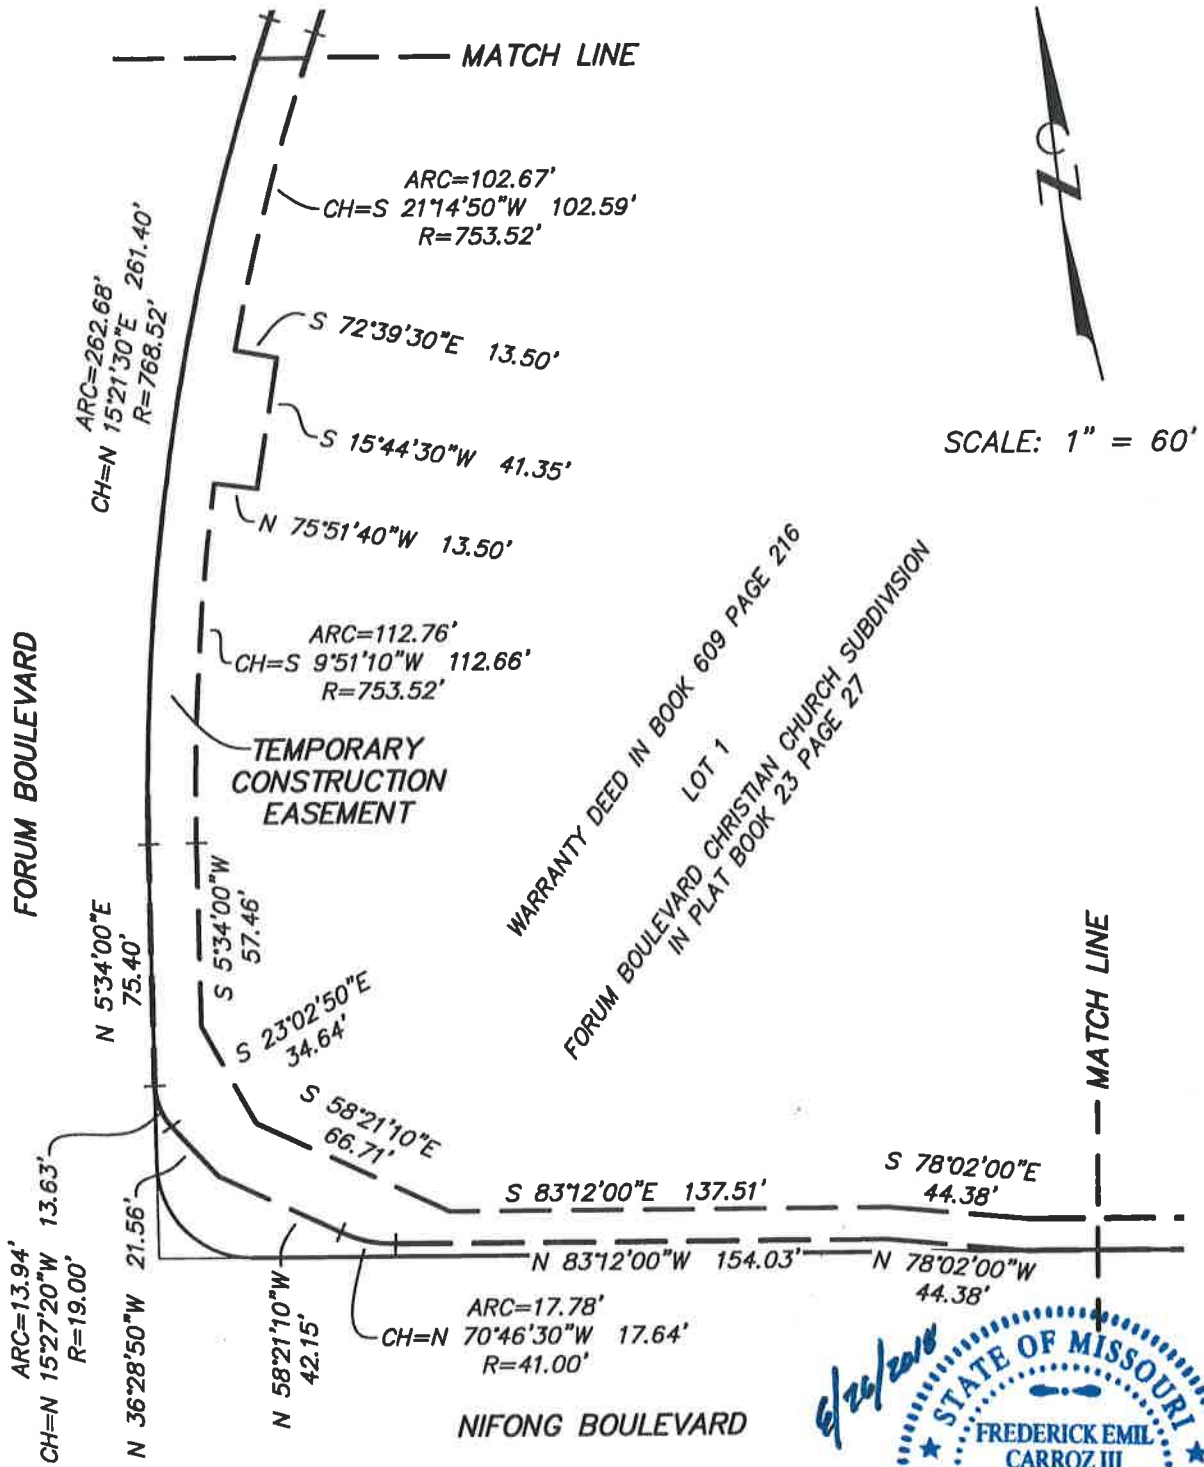 MATCH LINE
ARC=102.67'
CH=S 21°14'50"W 102.59'
R=753.52'
ARC=262.68'
CH=N 15°21'30"E 261.40'
R=768.52'
S 72°39'30"E 13.50'
S 15°44'30"W 41.35'
N 75°51'40"W 13.50'
N
SCALE: 1" = 60'
ARC=112.76'
CH=S 9°51'10"W 112.66'
R=753.52'
WARRANTY DEED IN BOOK 609 PAGE 216
LOT 1
FORUM BOULEVARD CHRISTIAN CHURCH SUBDIVISION
IN PLAT BOOK 23 PAGE 27
FORUM BOULEVARD
TEMPORARY
CONSTRUCTION
EASEMENT
N 5°34'00"E
75.40'
S 5°34'00"W
57.46'
S 23°02'50"E
34.64'
S 58°21'10"E
66.71'
MATCH LINE
S 83°12'00"E 137.51'
S 78°02'00"E
44.38'
N 83°12'00"W 154.03'
N 78°02'00"W
44.38'
ARC=13.94'
CH=N 15°27'20"W 13.63'
R=19.00'
N 36°28'50"W 21.56'
N 58°21'10"W
42.15'
ARC=17.78'
CH=N 70°46'30"W 17.64'
R=41.00'
NIFONG BOULEVARD
6/26/2018
STATE OF MISSOURI
FREDERICK EMIL
CARROZ III